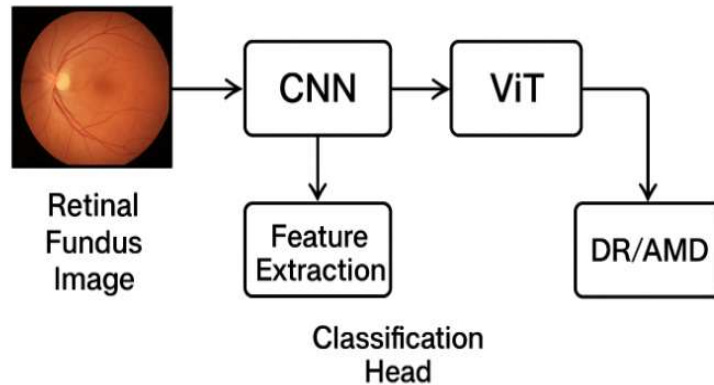 CNN
ViT
Retinal
Fundus
Image
Feature
Extraction
DR/AMD
Classification
Head